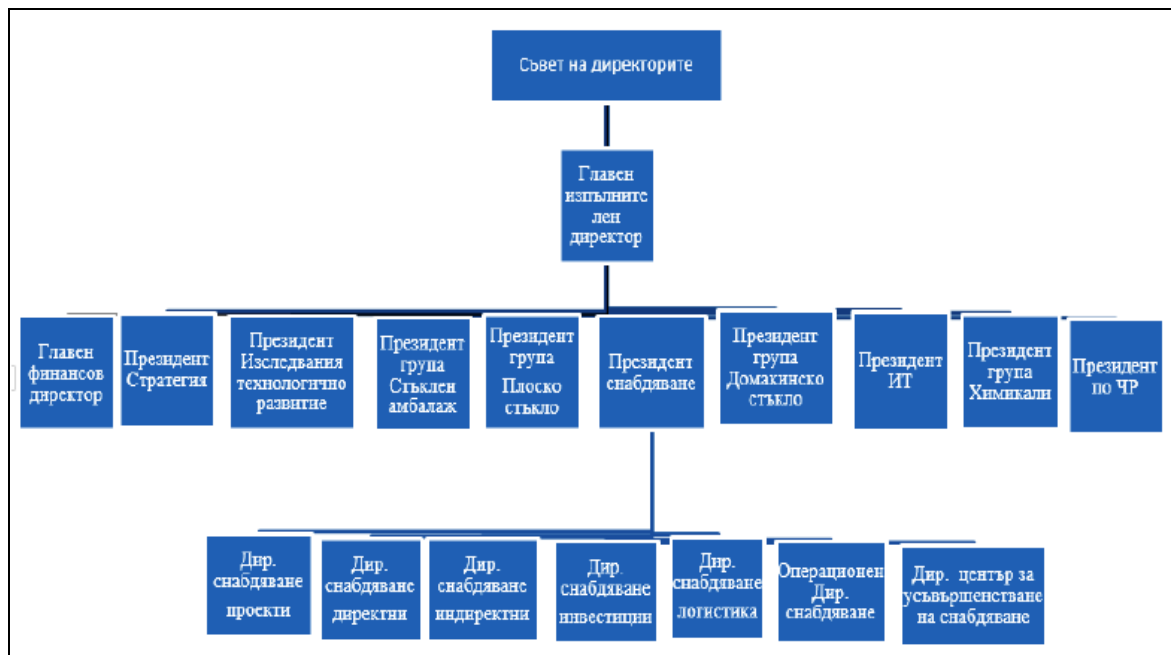 Съвет на директорите
Главен
изпълните
лен
директор
Главен
финансов
директор
Президент
Стратегия
Президент
Изследвания
технологично
развитие
Президент
група
Стъклен
амбалаж
Президент
група
Плоско
стъкло
Президент
снабдяване
Президент
група
Домакинско
стъкло
Президент
ИТ
Президент
група
Химикали
Президент
по ЧР
Дир.
снабдяване
проекти
Дир.
снабдяване
директни
Дир.
снабдяване
индиректни
Дир.
снабдяване
инвестиции
Дир.
снабдяване
логистика
Операционен
Дир.
снабдяване
Дир. център за
усъвършенстване
на снабдяване